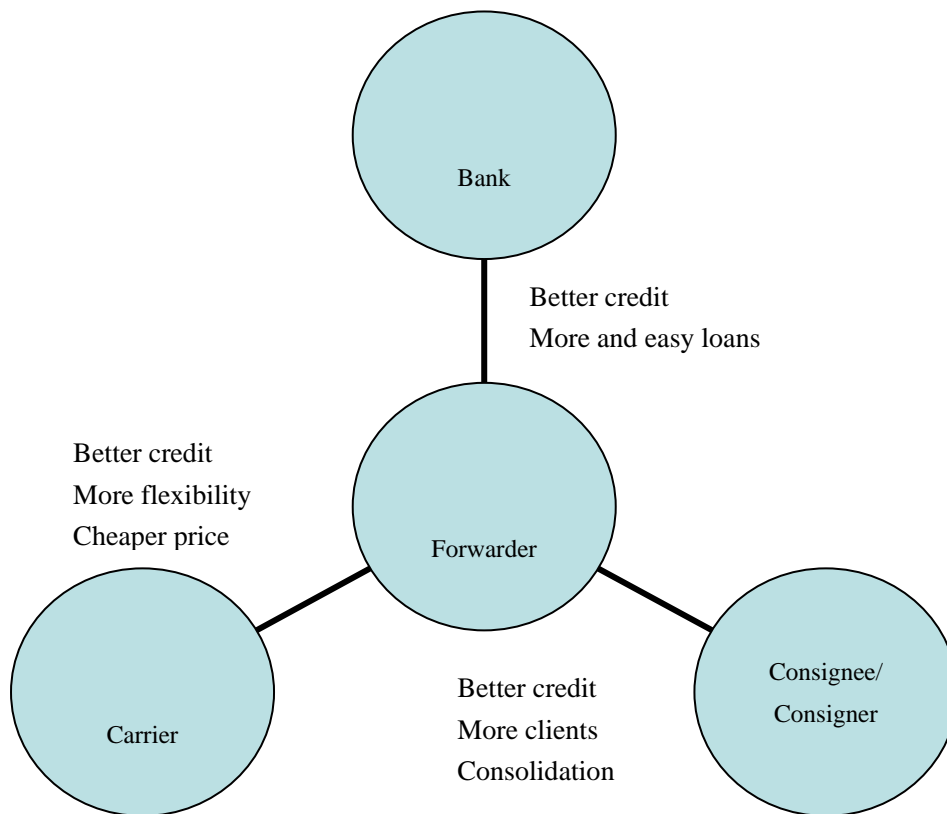 Bank
Better credit
More and easy loans
Better credit
More flexibility
Cheaper price
Forwarder
Carrier
Better credit
More clients
Consolidation
Consignee/
Consigner